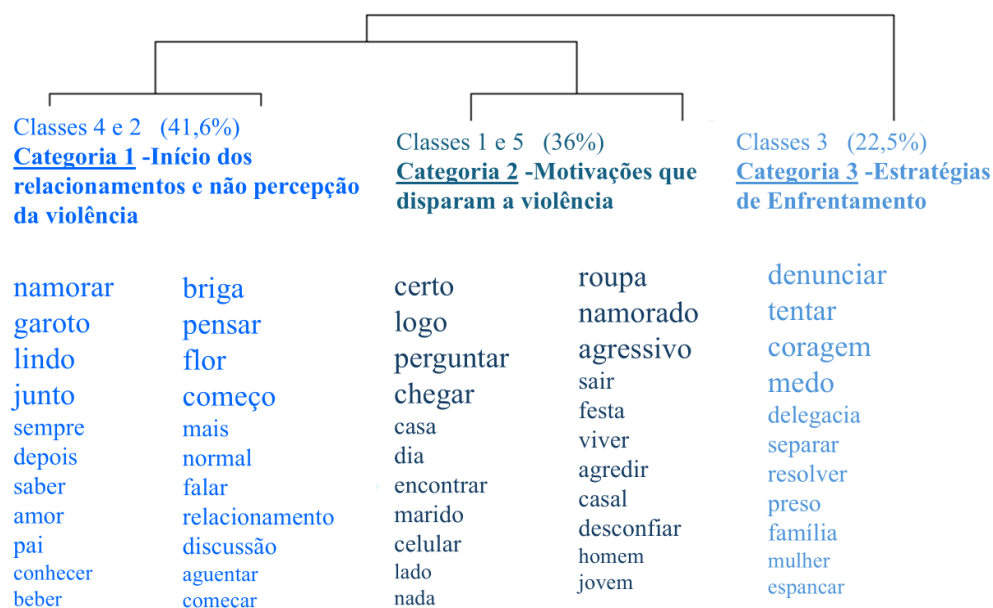 Classes 4 e 2 (41,6%)
Categoria 1 -Início dos
relacionamentos e não percepção
da violência
Classes 1 e 5 (36%)
Categoria 2 -Motivações que
disparam a violência
Classes 3 (22,5%)
Categoria 3 -Estratégias
de Enfrentamento
namorar
garoto
lindo
junto
sempre
depois
saber
amor
pai
conhecer
beber
briga
pensar
flor
começo
mais
normal
falar
relacionamento
discussão
aguentar
começar
certo
logo
perguntar
chegar
casa
dia
encontrar
marido
celular
lado
nada
roupa
namorado
agressivo
sair
festa
viver
agredir
casal
desconfiar
homem
jovem
denunciar
tentar
coragem
medo
delegacia
separar
resolver
preso
família
mulher
espancar